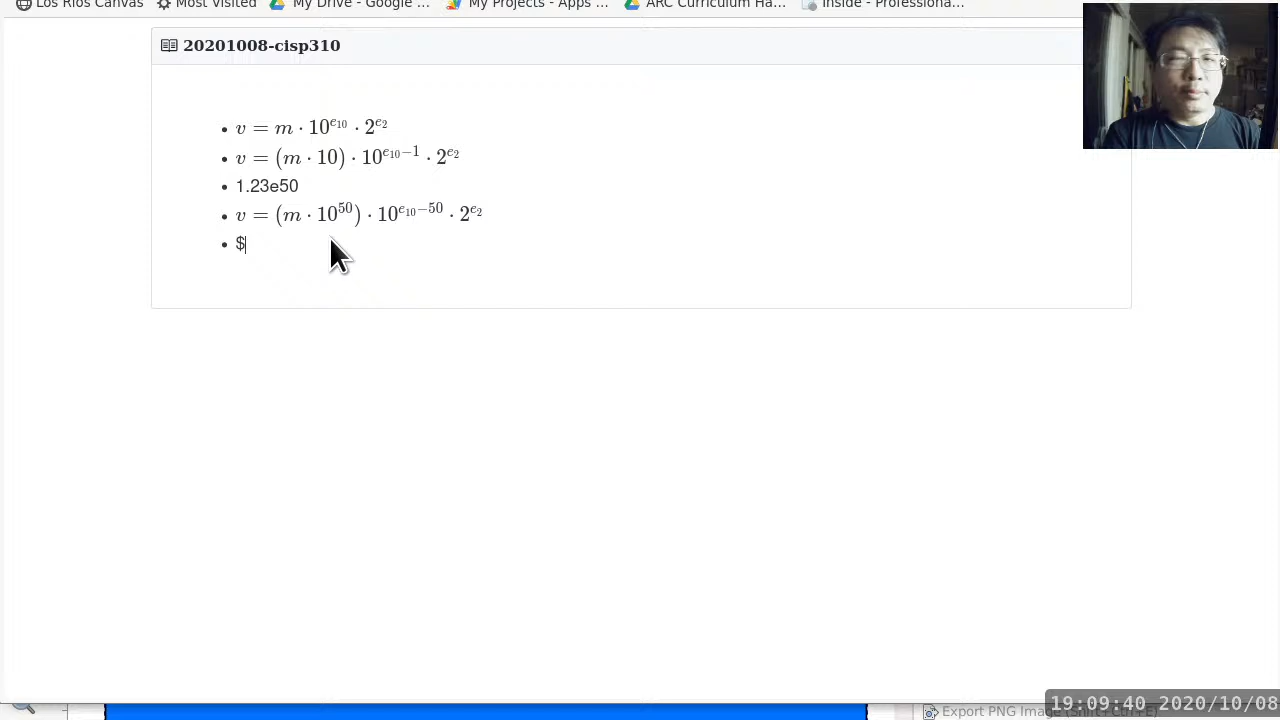 Los Rios Canvas Most Visited My Drive - Google ... My Projects - Apps ... ARC Curriculum Ha... Inside - Professiona...
20201008-cisp310
• v = m · 10^{e_{10}} · 2^{e_2}
• v = (m · 10) · 10^{e_{10}-1} · 2^{e_2}
• 1.23e50
• v = (m · 10^{50}) · 10^{e_{10}-50} · 2^{e_2}
• $
19:09:40 2020/10/08
Export PNG Image (Shift+Ctrl+E)